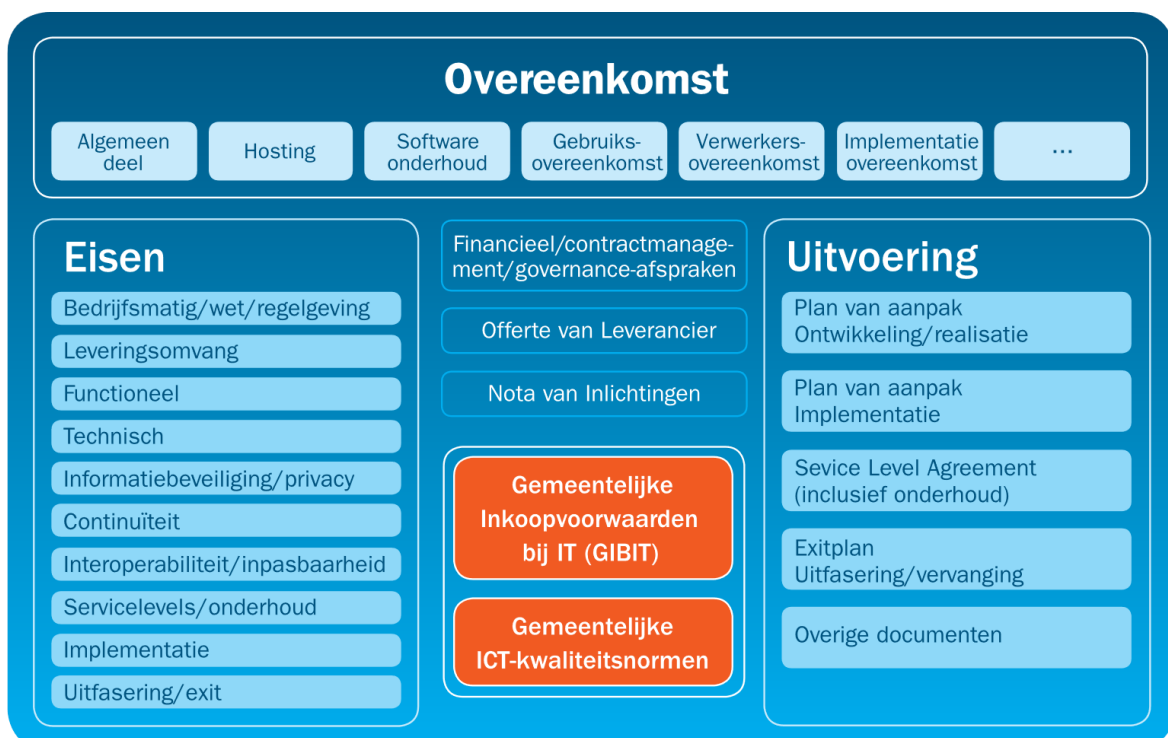 Overeenkomst
Algemeen
deel
Hosting
Software
onderhoud
Gebruiks-
overeenkomst
Verwerkers-
overeenkomst
Implementatie
overeenkomst
...
Eisen
Bedrijfsmatig/wet/regelgeving
Leveringsomvang
Functioneel
Technisch
Informatiebeveiliging/privacy
Continuïteit
Interoperabiliteit/inpasbaarheid
Servicelevels/onderhoud
Implementatie
Uitfasering/exit
Financieel/contractmanage-
ment/governance-afspraken
Offerte van Leverancier
Nota van Inlichtingen
Gemeentelijke
Inkoopvoorwaarden
bij IT (GIBIT)
Gemeentelijke
ICT-kwaliteitsnormen
Uitvoering
Plan van aanpak
Ontwikkeling/realisatie
Plan van aanpak
Implementatie
Sevice Level Agreement
(inclusief onderhoud)
Exitplan
Uitfasering/vervanging
Overige documenten